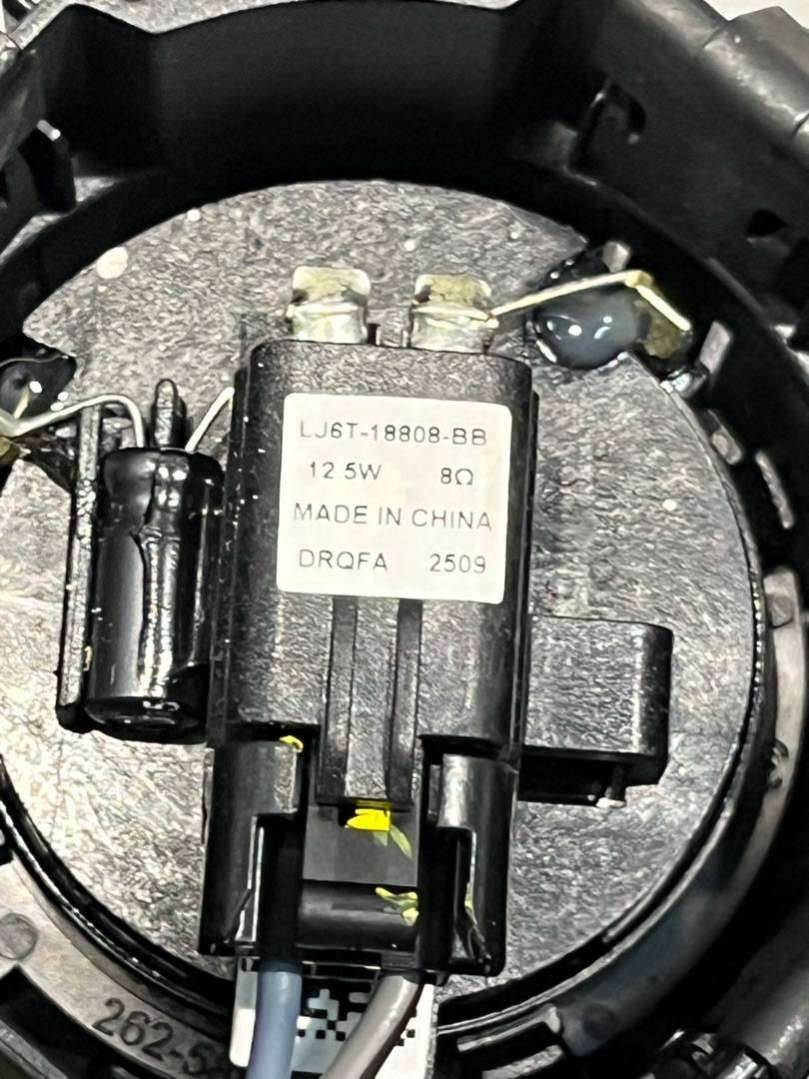 LJ6T-18808-BB
12.5W 8Ω
MADE IN CHINA
DRQFA 2509